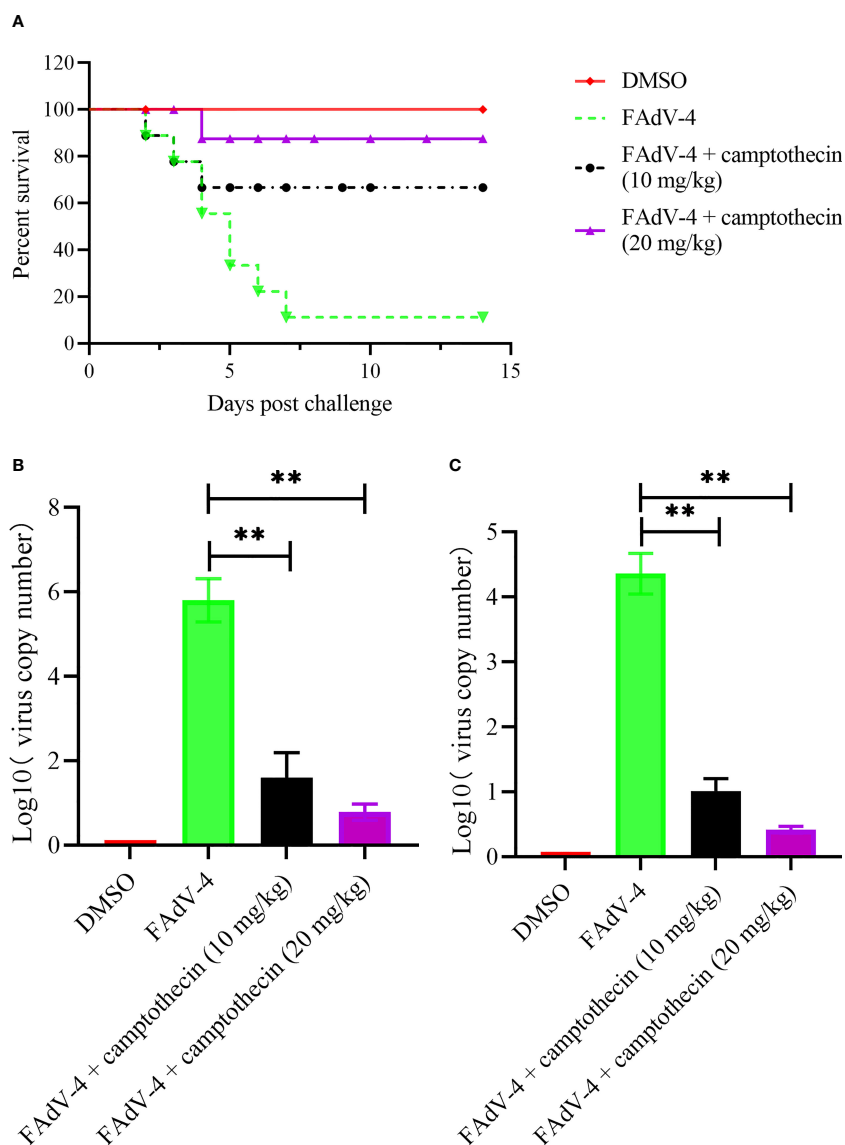 A
120
100
80
60
40
20
0
Percent survival
0
5
10
15
Days post challenge
DMSO
FAdV-4
FAdV-4 + camptothecin
(10 mg/kg)
FAdV-4 + camptothecin
(20 mg/kg)
B
**
**
8
6
4
2
0
Log10( virus copy number)
DMSO
FAdV-4
FAdV-4 + camptothecin (10 mg/kg)
FAdV-4 + camptothecin (20 mg/kg)
C
**
**
5
4
3
2
1
0
Log10( virus copy number)
DMSO
FAdV-4
FAdV-4 + camptothecin (10 mg/kg)
FAdV-4 + camptothecin (20 mg/kg)